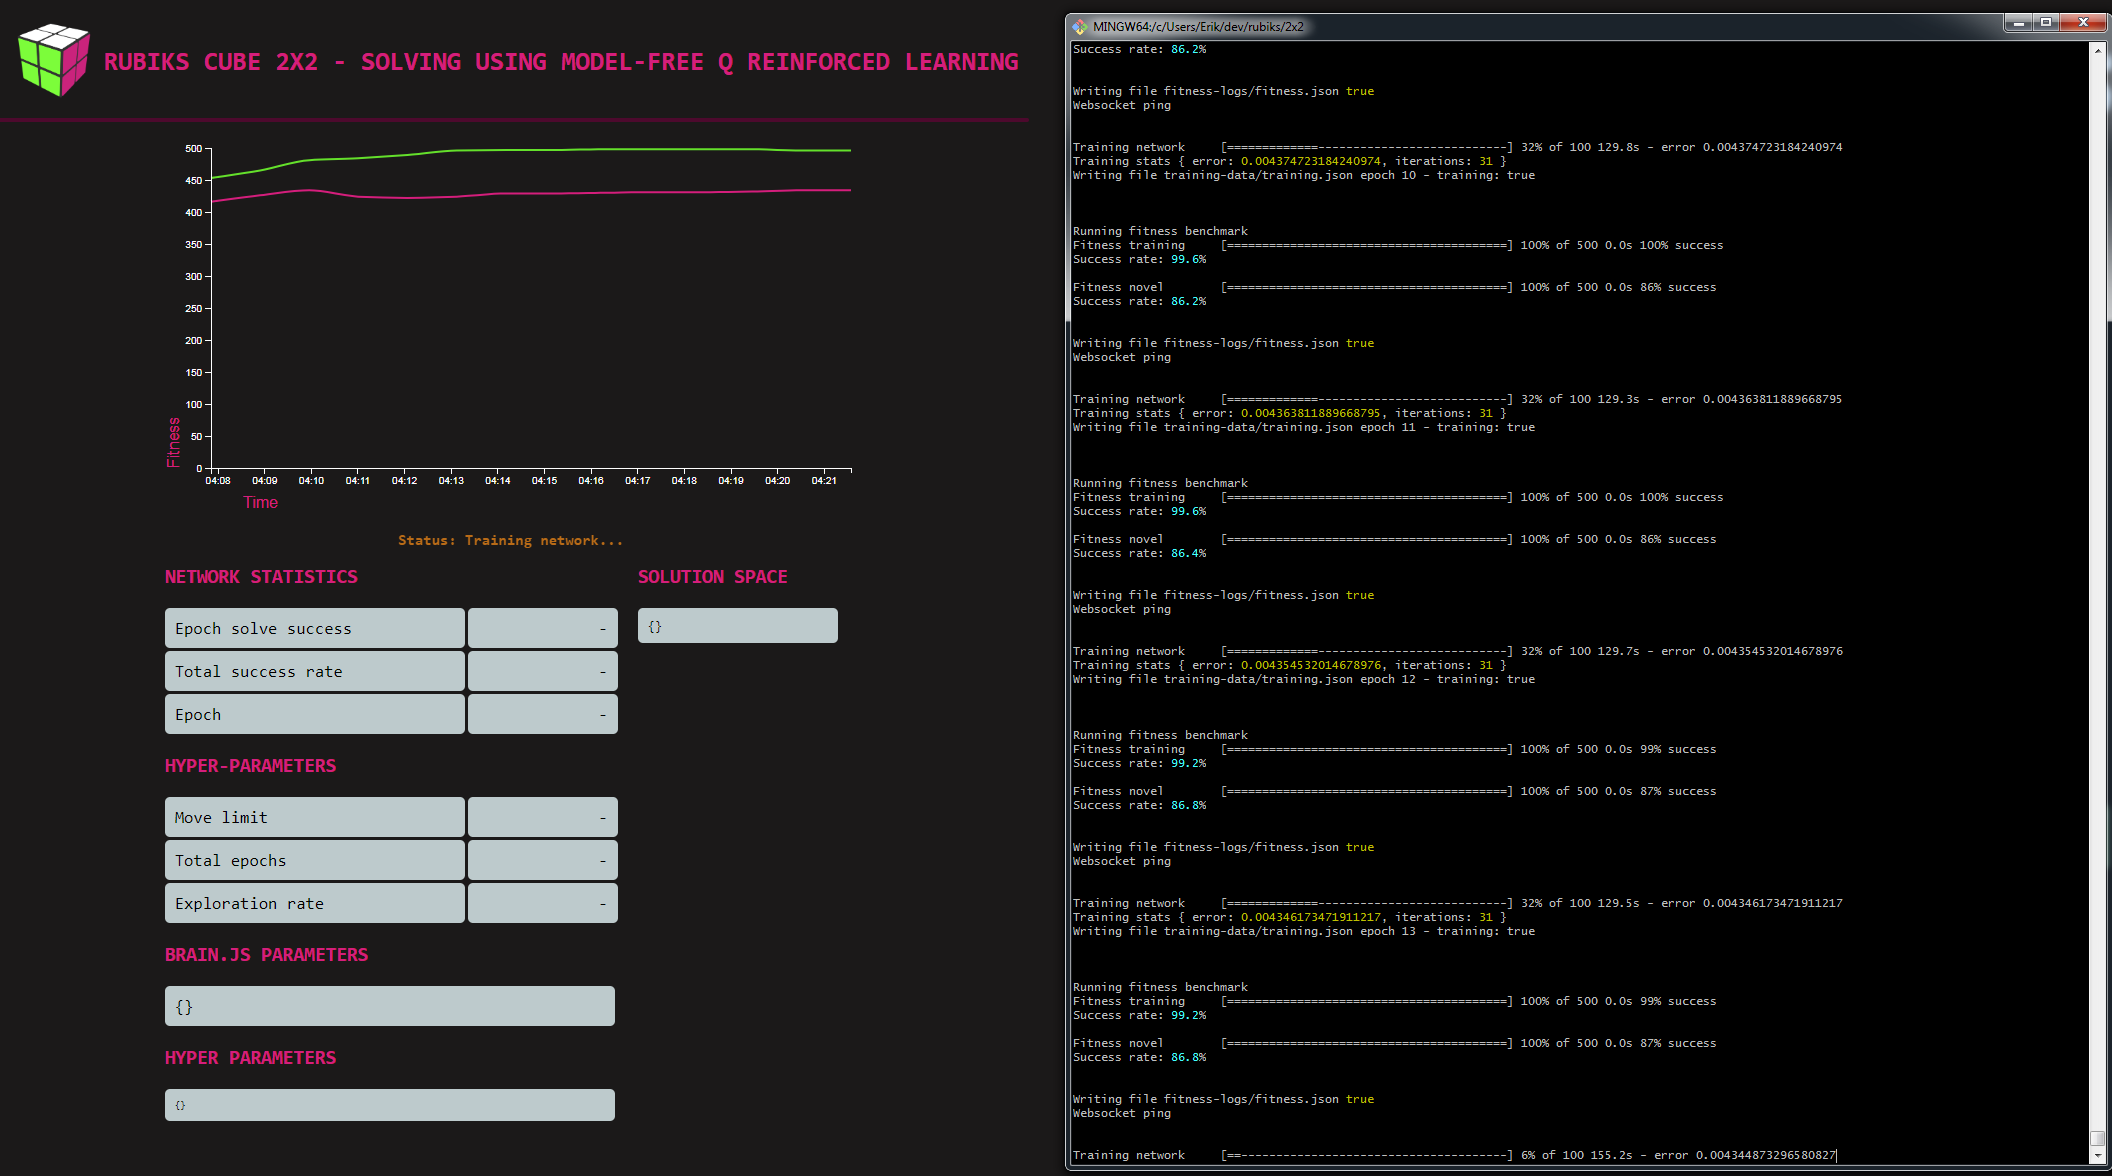 RUBIKS CUBE 2X2 - SOLVING USING MODEL-FREE Q REINFORCED LEARNING
500
450
400
350
300
250
200
150
100
50
0
Fitness
04:08 04:09 04:10 04:11 04:12 04:13 04:14 04:15 04:16 04:17 04:18 04:19 04:20 04:21
Time
Status: Training network...
NETWORK STATISTICS
Epoch solve success -
Total success rate -
Epoch -
SOLUTION SPACE
{}
HYPER-PARAMETERS
Move limit -
Total epochs -
Exploration rate -
BRAIN.JS PARAMETERS
{}
HYPER PARAMETERS
{}
MINGW64:/c/Users/Erik/dev/rubiks/2x2
Success rate: 86.2%
Writing file fitness-logs/fitness.json true
Websocket ping
Training network [=============---------------------------] 32% of 100 129.8s - error 0.004374723184240974
Training stats { error: 0.004374723184240974, iterations: 31 }
Writing file training-data/training.json epoch 10 - training: true
Running fitness benchmark
Fitness training [========================================] 100% of 500 0.0s 100% success
Success rate: 99.6%
Fitness novel [========================================] 100% of 500 0.0s 86% success
Success rate: 86.2%
Writing file fitness-logs/fitness.json true
Websocket ping
Training network [=============---------------------------] 32% of 100 129.3s - error 0.004363811889668795
Training stats { error: 0.004363811889668795, iterations: 31 }
Writing file training-data/training.json epoch 11 - training: true
Running fitness benchmark
Fitness training [========================================] 100% of 500 0.0s 100% success
Success rate: 99.6%
Fitness novel [========================================] 100% of 500 0.0s 86% success
Success rate: 86.4%
Writing file fitness-logs/fitness.json true
Websocket ping
Training network [=============---------------------------] 32% of 100 129.7s - error 0.004354532014678976
Training stats { error: 0.004354532014678976, iterations: 31 }
Writing file training-data/training.json epoch 12 - training: true
Running fitness benchmark
Fitness training [========================================] 100% of 500 0.0s 99% success
Success rate: 99.2%
Fitness novel [========================================] 100% of 500 0.0s 87% success
Success rate: 86.8%
Writing file fitness-logs/fitness.json true
Websocket ping
Training network [=============---------------------------] 32% of 100 129.5s - error 0.004346173471911217
Training stats { error: 0.004346173471911217, iterations: 31 }
Writing file training-data/training.json epoch 13 - training: true
Running fitness benchmark
Fitness training [========================================] 100% of 500 0.0s 99% success
Success rate: 99.2%
Fitness novel [========================================] 100% of 500 0.0s 87% success
Success rate: 86.8%
Writing file fitness-logs/fitness.json true
Websocket ping
Training network [==--------------------------------------] 6% of 100 155.2s - error 0.004344873296580827